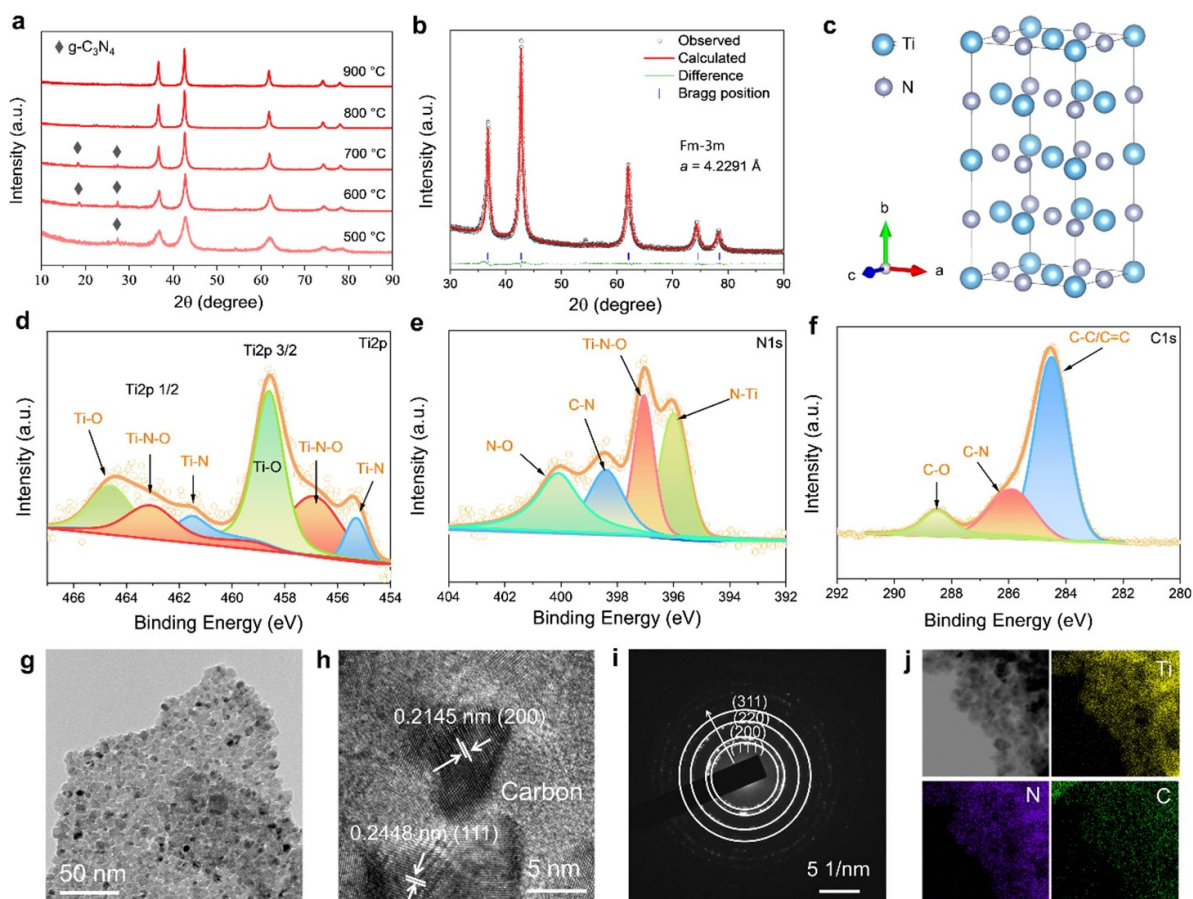 a
g-C₃N₄
900 °C
800 °C
700 °C
600 °C
500 °C
Intensity (a.u.)
10 20 30 40 50 60 70 80 90
2θ (degree)
b
Observed
Calculated
Difference
Bragg position
Fm-3m
a = 4.2291 Å
Intensity (a.u.)
30 40 50 60 70 80 90
2θ (degree)
c
Ti
N
b
c
a
d
Ti2p 3/2
Ti2p
Ti2p 1/2
Ti-O
Ti-N-O
Ti-N
Ti-O
Ti-N-O
Ti-N
Intensity (a.u.)
466 464 462 460 458 456 454
Binding Energy (eV)
e
N1s
Ti-N-O
N-Ti
C-N
N-O
Intensity (a.u.)
404 402 400 398 396 394 392
Binding Energy (eV)
f
C1s
C-C/C=C
C-N
C-O
Intensity (a.u.)
292 290 288 286 284 282 280
Binding Energy (eV)
g
50 nm
h
0.2145 nm (200)
Carbon
0.2448 nm (111)
5 nm
i
(311)
(220)
(200)
(111)
5 1/nm
j
Ti
N
C